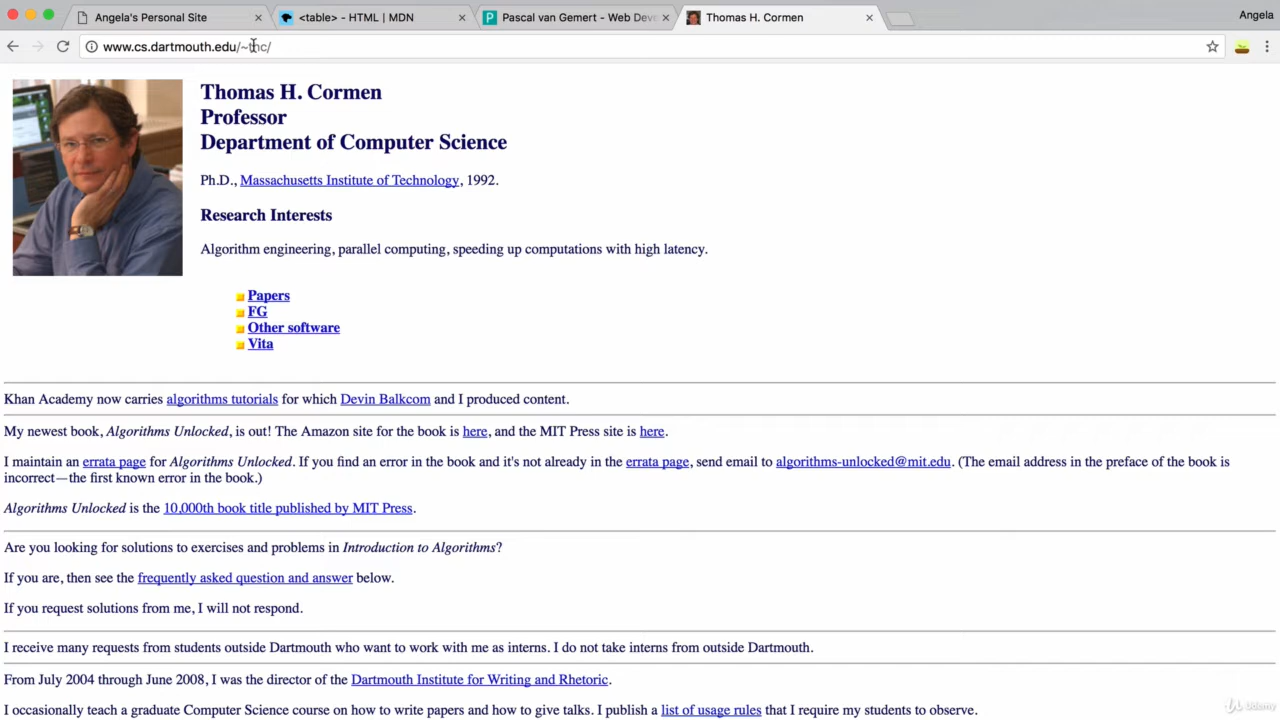 Angela's Personal Site
<table> - HTML | MDN
Pascal van Gemert - Web Dev
Thomas H. Cormen
Angela
www.cs.dartmouth.edu/~thc/
Thomas H. Cormen
Professor
Department of Computer Science
Ph.D., Massachusetts Institute of Technology, 1992.
Research Interests
Algorithm engineering, parallel computing, speeding up computations with high latency.
Papers
FG
Other software
Vita
Khan Academy now carries algorithms tutorials for which Devin Balkcom and I produced content.
My newest book, Algorithms Unlocked, is out! The Amazon site for the book is here, and the MIT Press site is here.
I maintain an errata page for Algorithms Unlocked. If you find an error in the book and it's not already in the errata page, send email to algorithms-unlocked@mit.edu. (The email address in the preface of the book is
incorrect—the first known error in the book.)
Algorithms Unlocked is the 10,000th book title published by MIT Press.
Are you looking for solutions to exercises and problems in Introduction to Algorithms?
If you are, then see the frequently asked question and answer below.
If you request solutions from me, I will not respond.
I receive many requests from students outside Dartmouth who want to work with me as interns. I do not take interns from outside Dartmouth.
From July 2004 through June 2008, I was the director of the Dartmouth Institute for Writing and Rhetoric.
I occasionally teach a graduate Computer Science course on how to write papers and how to give talks. I publish a list of usage rules that I require my students to observe.
Udemy